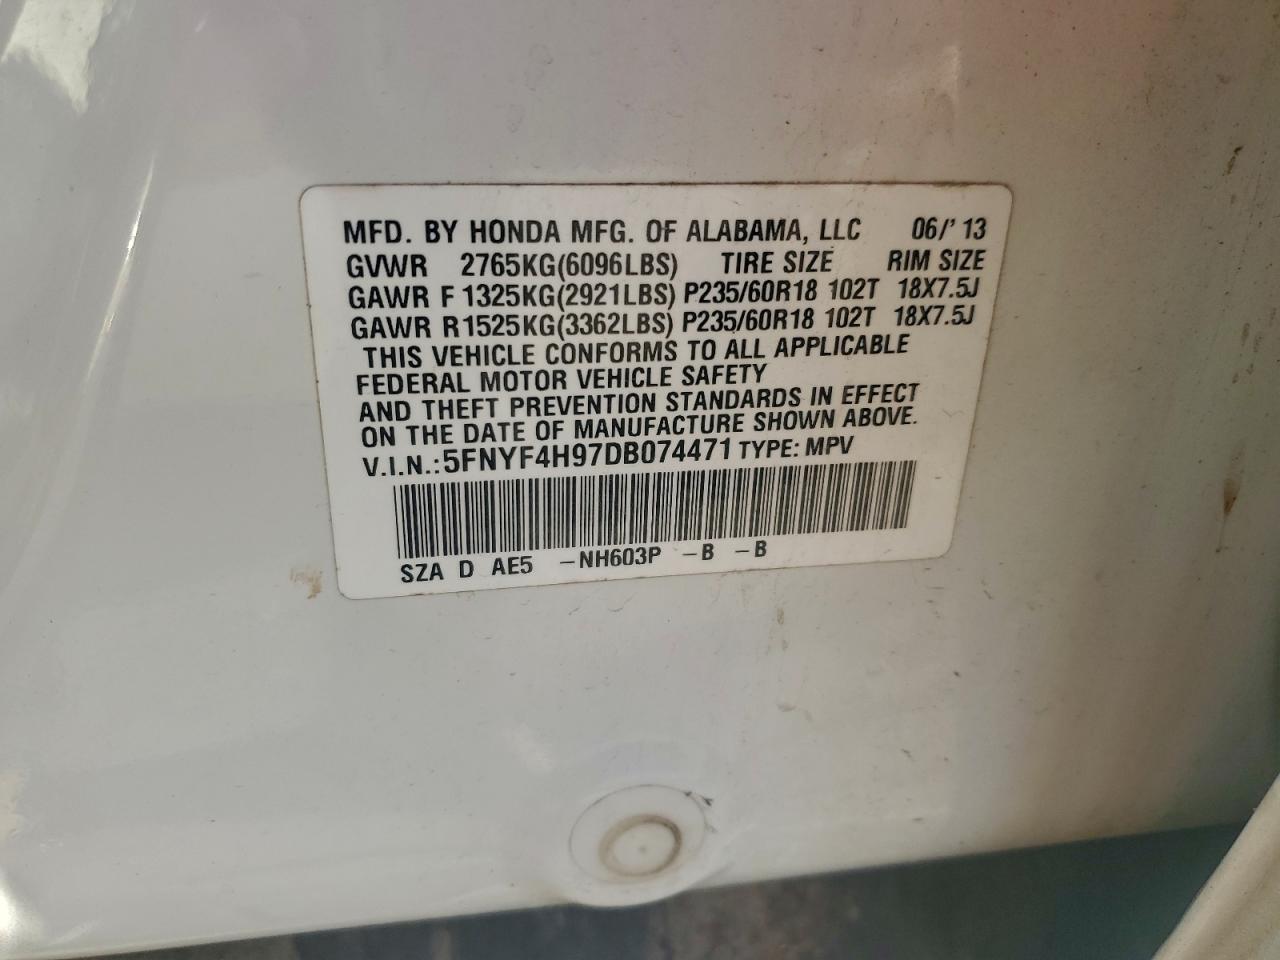 MFD. BY HONDA MFG. OF ALABAMA, LLC 06/'13
GVWR 2765KG(6096LBS) TIRE SIZE RIM SIZE
GAWR F 1325KG(2921LBS) P235/60R18 102T 18X7.5J
GAWR R1525KG(3362LBS) P235/60R18 102T 18X7.5J
THIS VEHICLE CONFORMS TO ALL APPLICABLE
FEDERAL MOTOR VEHICLE SAFETY
AND THEFT PREVENTION STANDARDS IN EFFECT
ON THE DATE OF MANUFACTURE SHOWN ABOVE.
V.I.N.:5FNYF4H97DB074471 TYPE: MPV
SZA D AE5 -NH603P -B -B